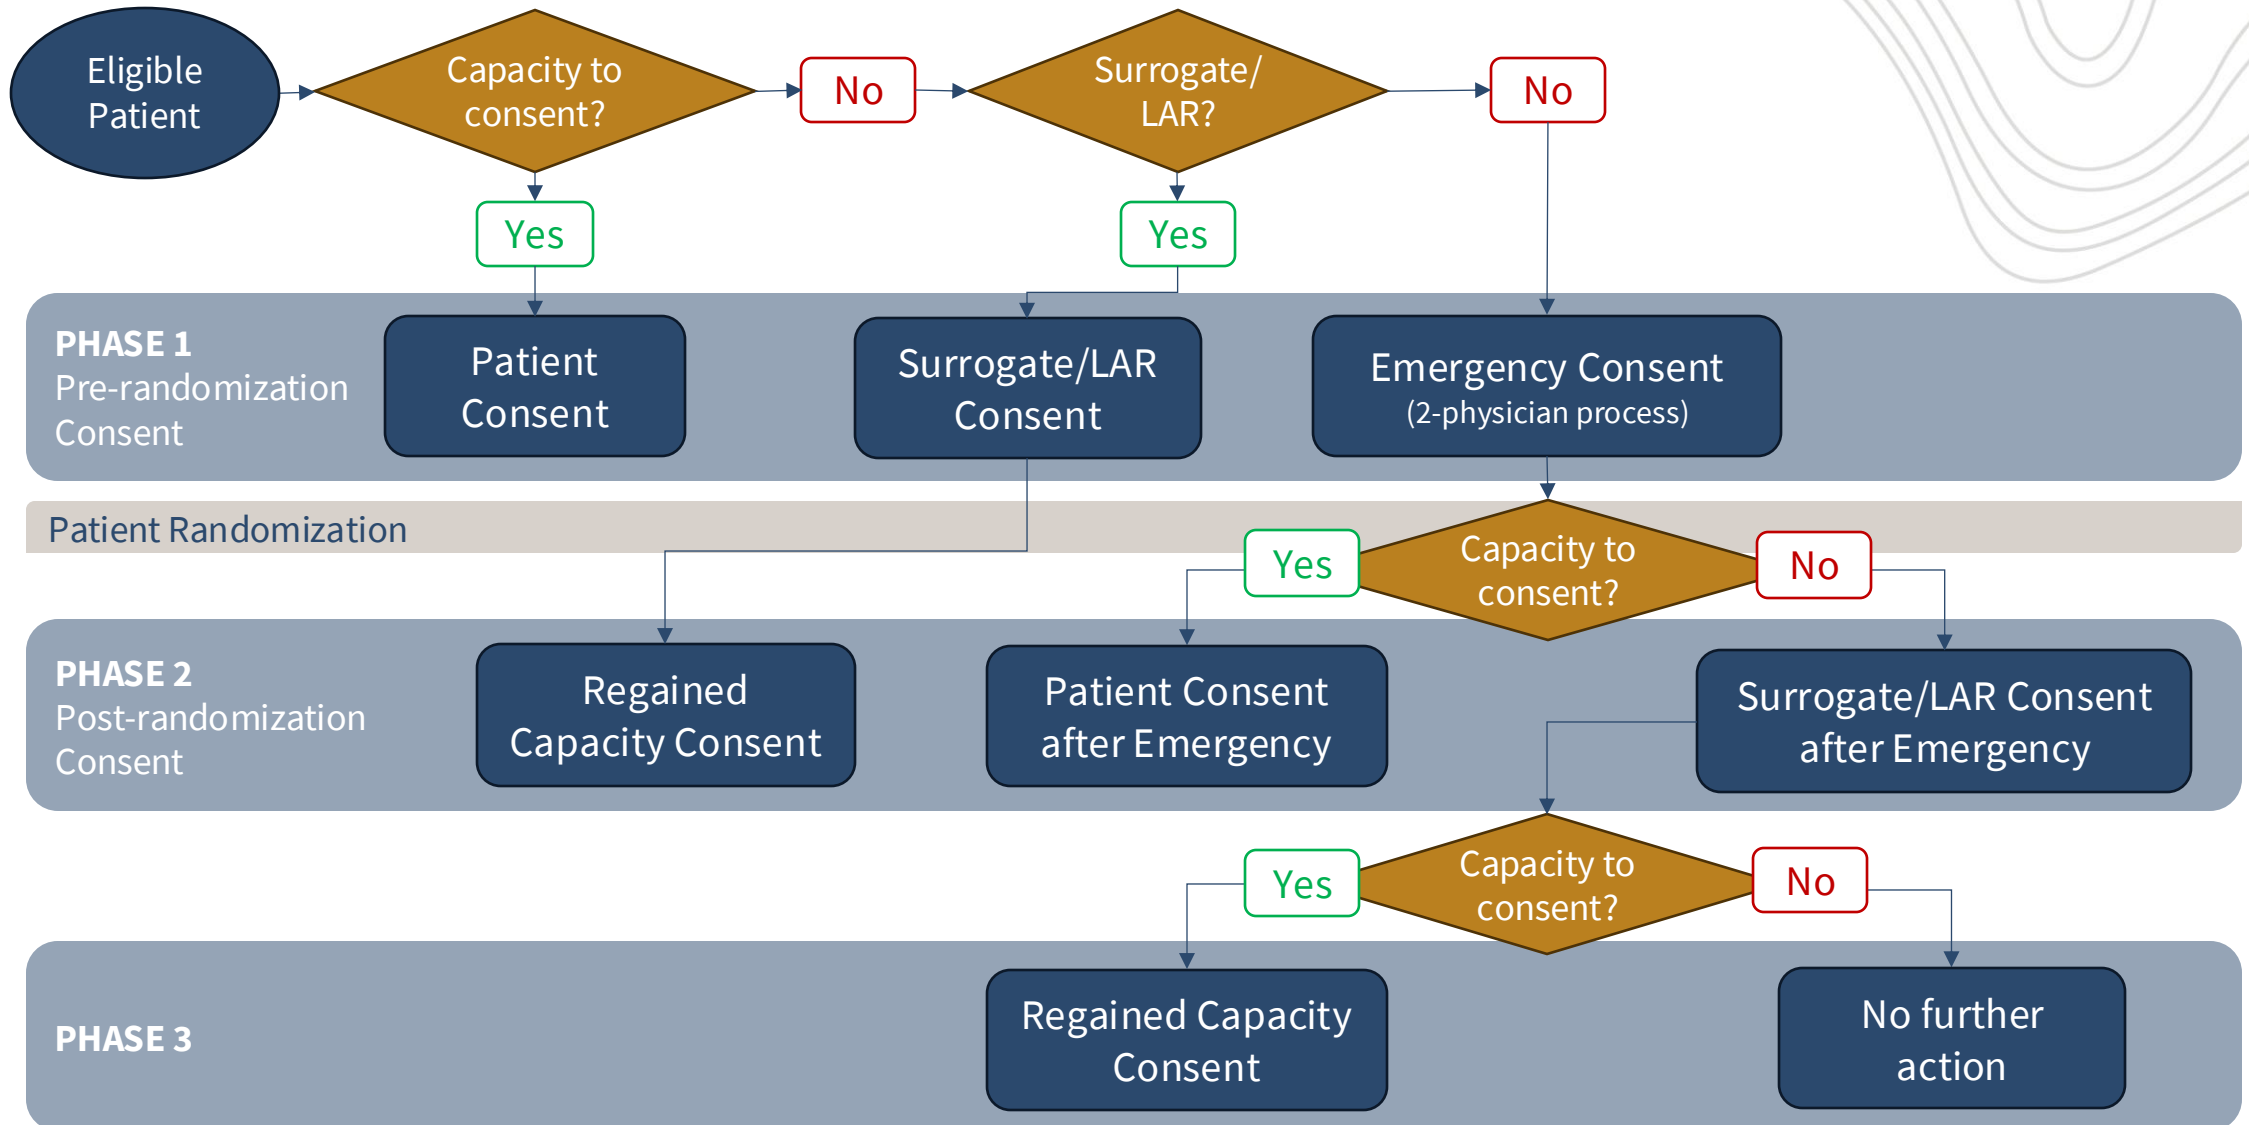 Eligible
Patient
Capacity to
consent?
No
Surrogate/
LAR?
No
Yes
Yes
PHASE 1
Pre-randomization
Consent
Patient
Consent
Surrogate/LAR
Consent
Emergency Consent
(2-physician process)
Patient Randomization
Yes
Capacity to
consent?
No
PHASE 2
Post-randomization
Consent
Regained
Capacity Consent
Patient Consent
after Emergency
Surrogate/LAR Consent
after Emergency
Yes
Capacity to
consent?
No
PHASE 3
Regained Capacity
Consent
No further
action